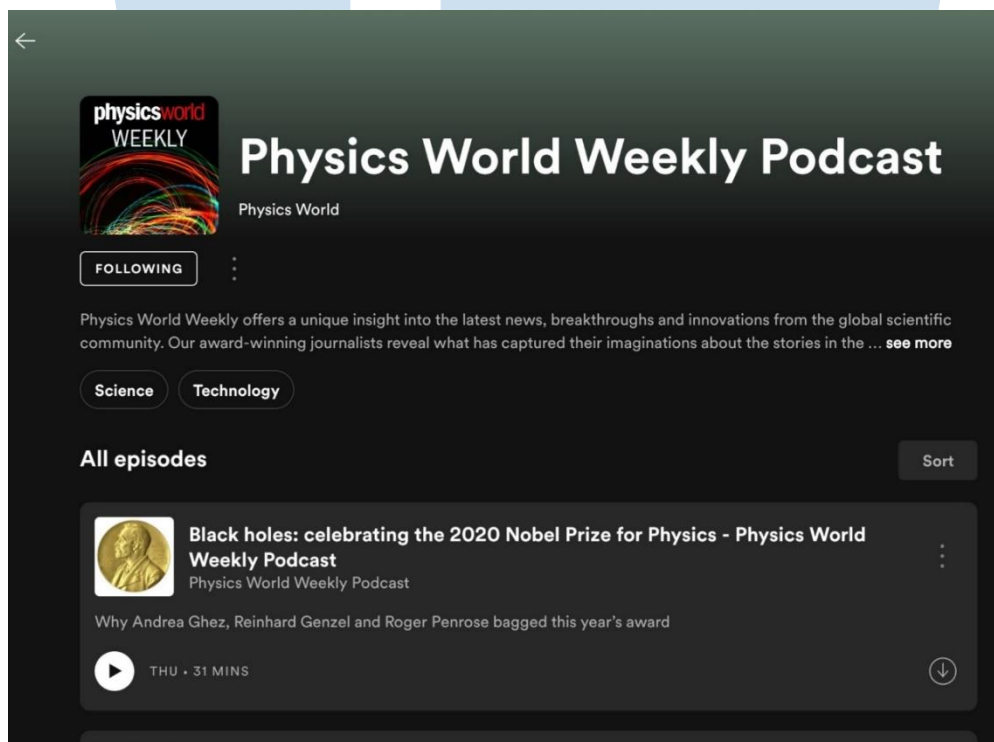 physicsworld
WEEKLY
Physics World Weekly Podcast
Physics World
FOLLOWING
Physics World Weekly offers a unique insight into the latest news, breakthroughs and innovations from the global scientific
community. Our award-winning journalists reveal what has captured their imaginations about the stories in the ... see more
Science Technology
All episodes
Sort
Black holes: celebrating the 2020 Nobel Prize for Physics - Physics World
Weekly Podcast
Physics World Weekly Podcast
Why Andrea Ghez, Reinhard Genzel and Roger Penrose bagged this year's award
THU • 31 MINS